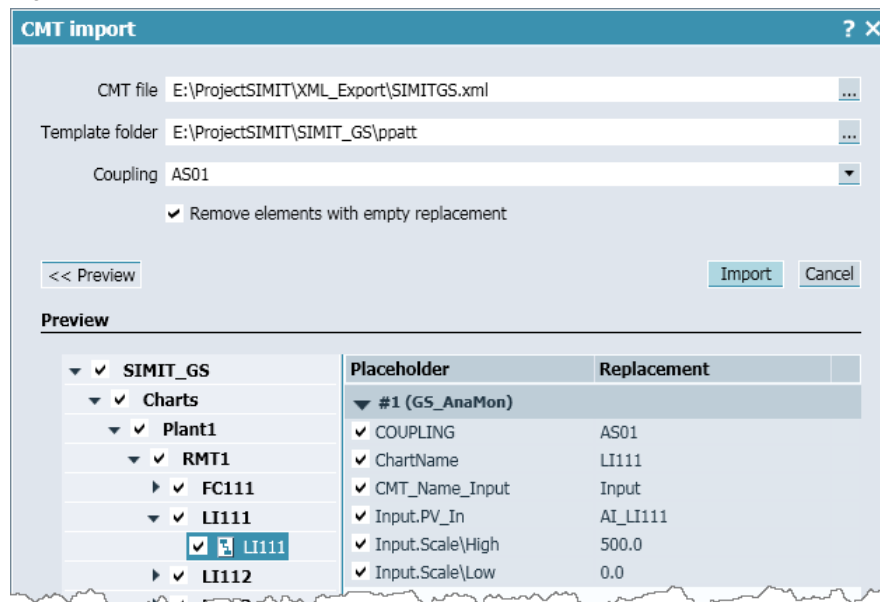 CMT import ? ×
CMT file E:\ProjectSIMIT\XML_Export\SIMITGS.xml ...
Template folder E:\ProjectSIMIT\SIMIT_GS\ppatt ...
Coupling AS01
Remove elements with empty replacement
<< Preview Import Cancel
Preview
SIMIT_GS Placeholder Replacement
Charts #1 (GS_AnaMon)
Plant1 COUPLING AS01
RMT1 ChartName LI111
FC111 CMT_Name_Input Input
LI111 Input.PV_In AI_LI111
LI111 Input.Scale\High 500.0
LI112 Input.Scale\Low 0.0